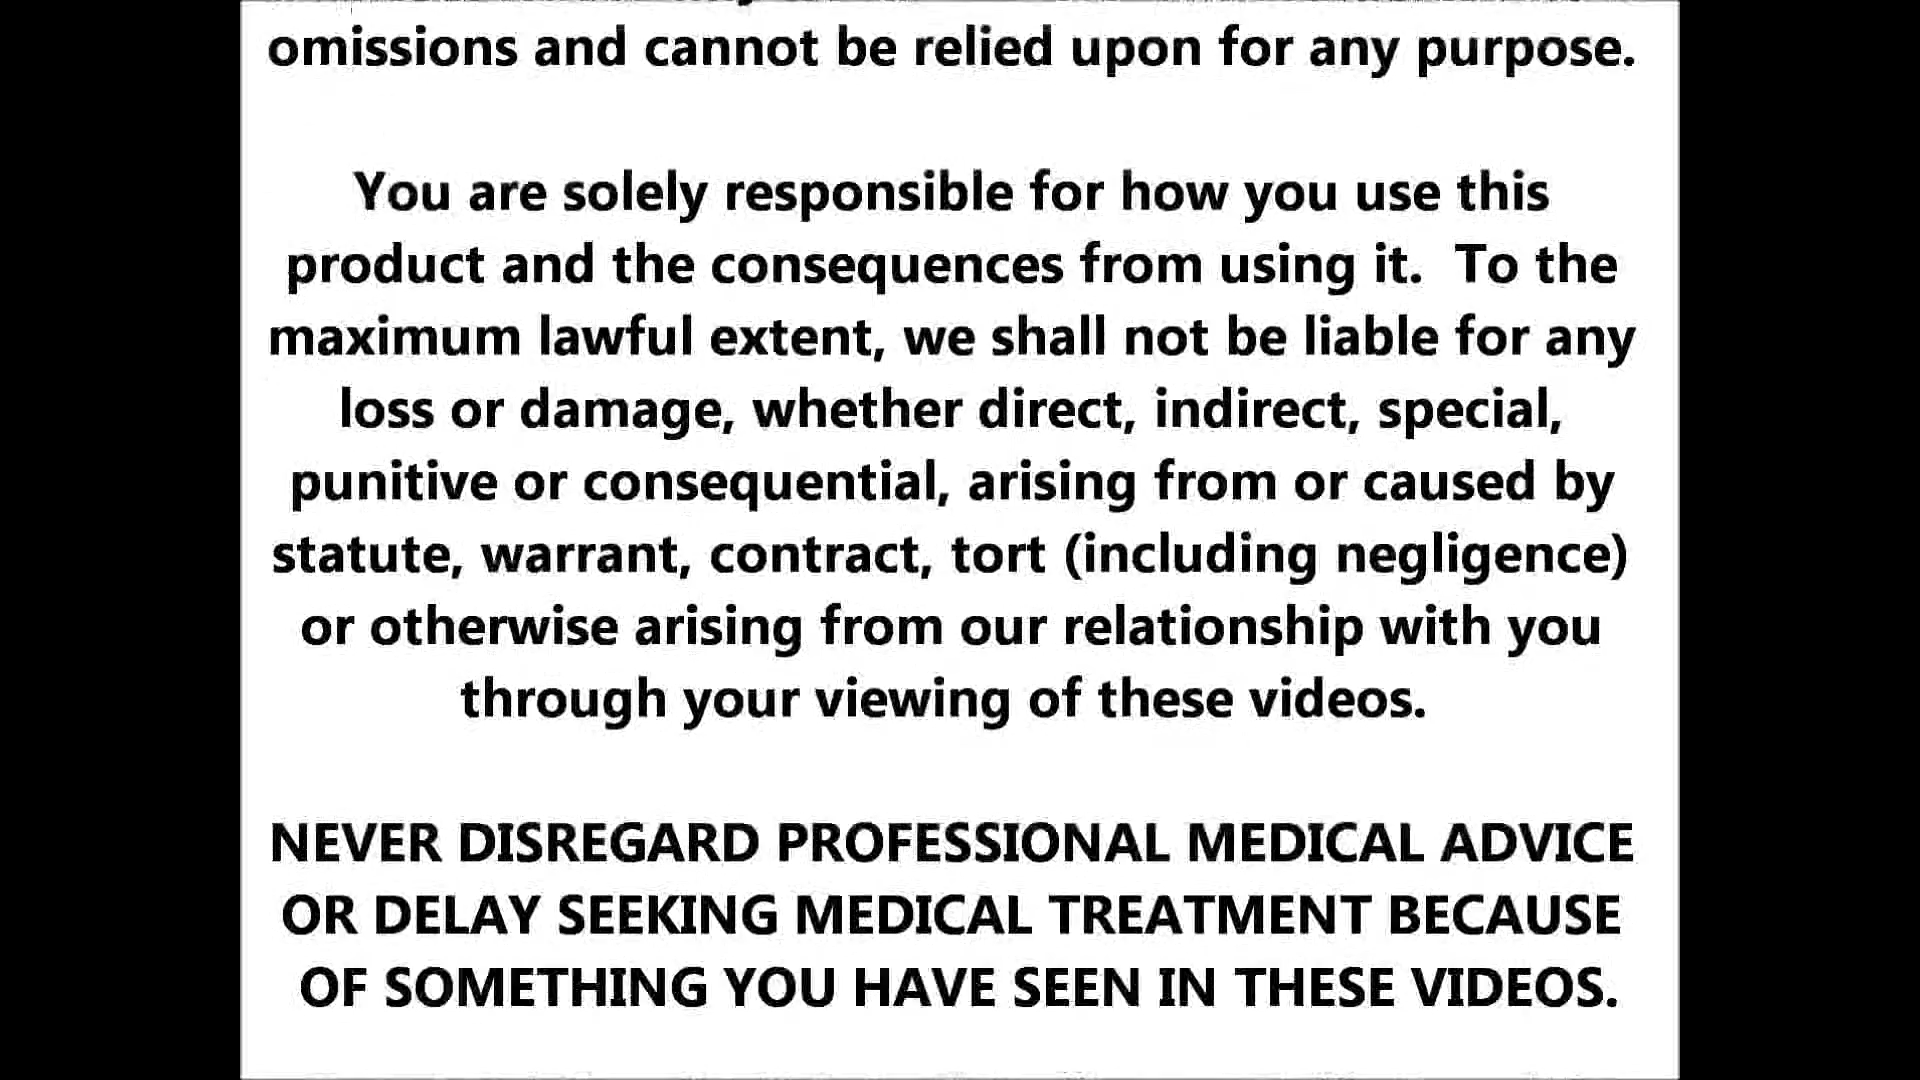 omissions and cannot be relied upon for any purpose.
You are solely responsible for how you use this
product and the consequences from using it. To the
maximum lawful extent, we shall not be liable for any
loss or damage, whether direct, indirect, special,
punitive or consequential, arising from or caused by
statute, warrant, contract, tort (including negligence)
or otherwise arising from our relationship with you
through your viewing of these videos.
NEVER DISREGARD PROFESSIONAL MEDICAL ADVICE
OR DELAY SEEKING MEDICAL TREATMENT BECAUSE
OF SOMETHING YOU HAVE SEEN IN THESE VIDEOS.